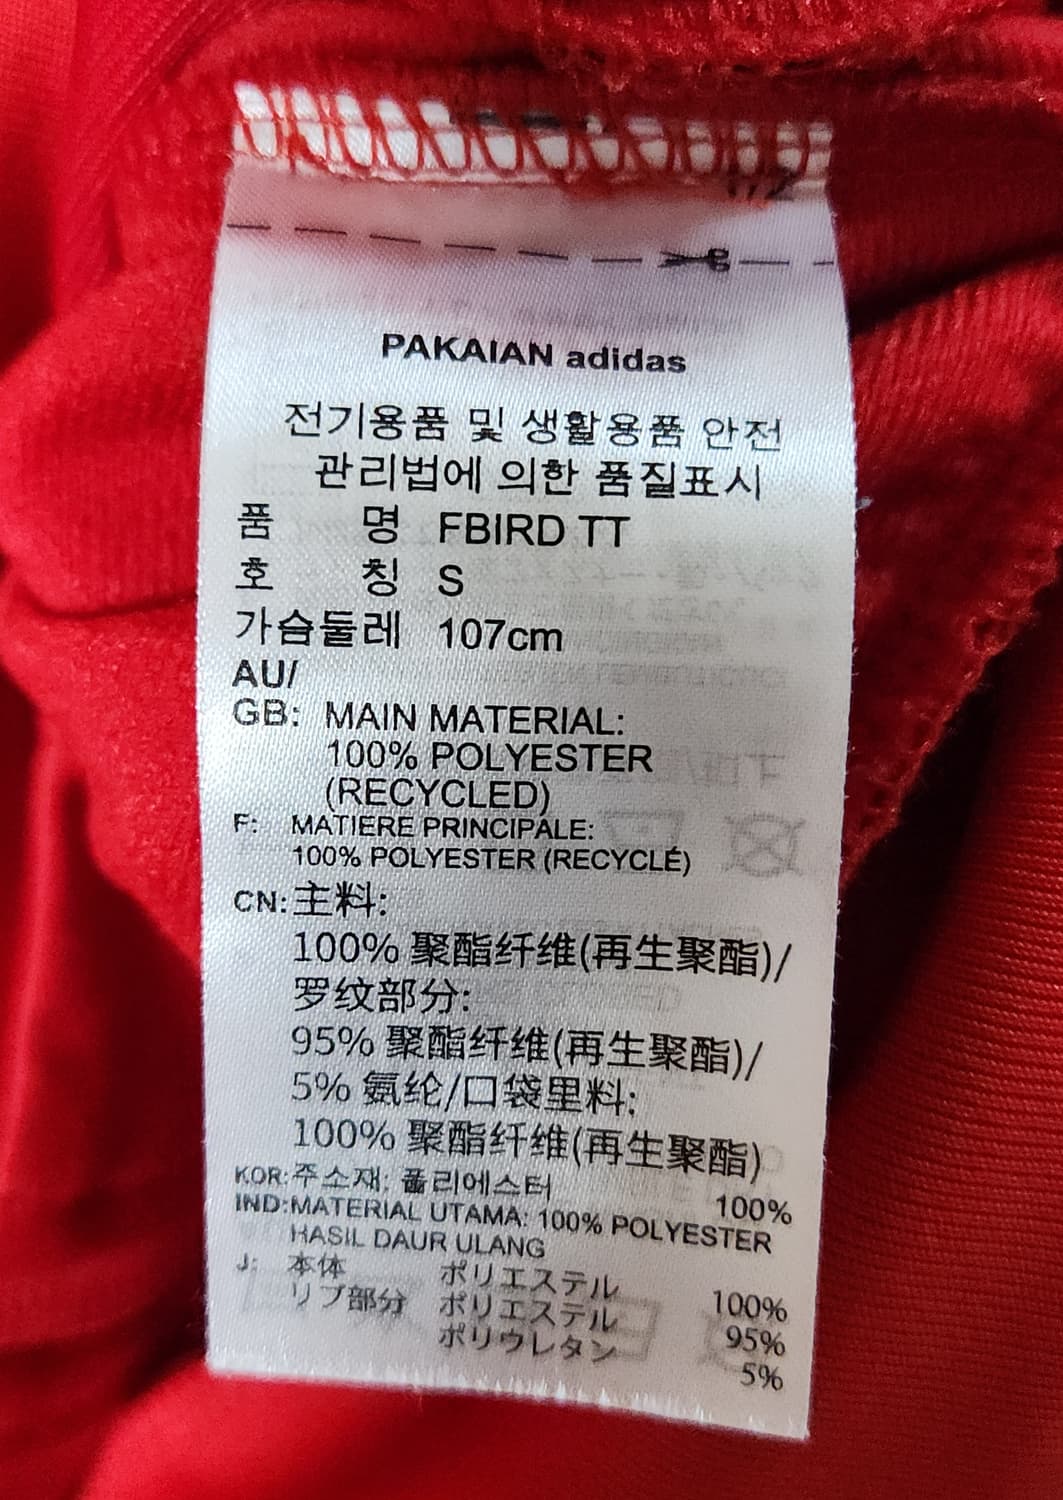 PAKAIAN adidas
전기용품 및 생활용품 안전
관리법에 의한 품질표시
품 명 FBIRD TT
호 칭 S
가슴둘레 107cm
AU/
GB: MAIN MATERIAL:
100% POLYESTER
(RECYCLED)
F: MATIERE PRINCIPALE:
100% POLYESTER (RECYCLÉ)
CN: 主料:
100% 聚酯纤维(再生聚酯)/
罗纹部分:
95% 聚酯纤维(再生聚酯)/
5% 氨纶/口袋里料:
100% 聚酯纤维(再生聚酯)
KOR: 주소재: 폴리에스터 100%
IND: MATERIAL UTAMA: 100% POLYESTER
HASIL DAUR ULANG
J: 本体 ポリエステル 100%
リブ部分 ポリエステル 95%
ポリウレタン 5%